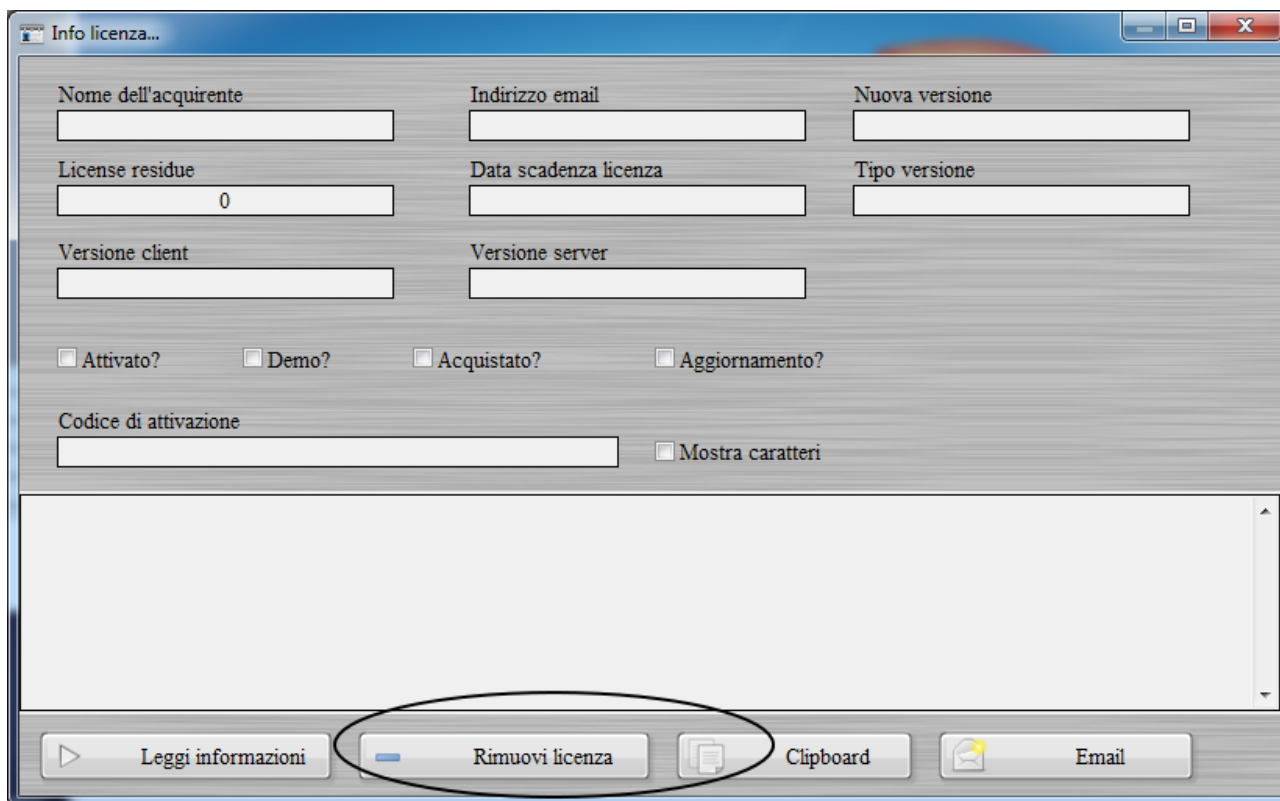 Info licenza...
Nome dell'acquirente Indirizzo email Nuova versione
License residue Data scadenza licenza Tipo versione
0
Versione client Versione server
Attivato? Demo? Acquistato? Aggiornamento?
Codice di attivazione
Mostra caratteri
Leggi informazioni Rimuovi licenza Clipboard Email